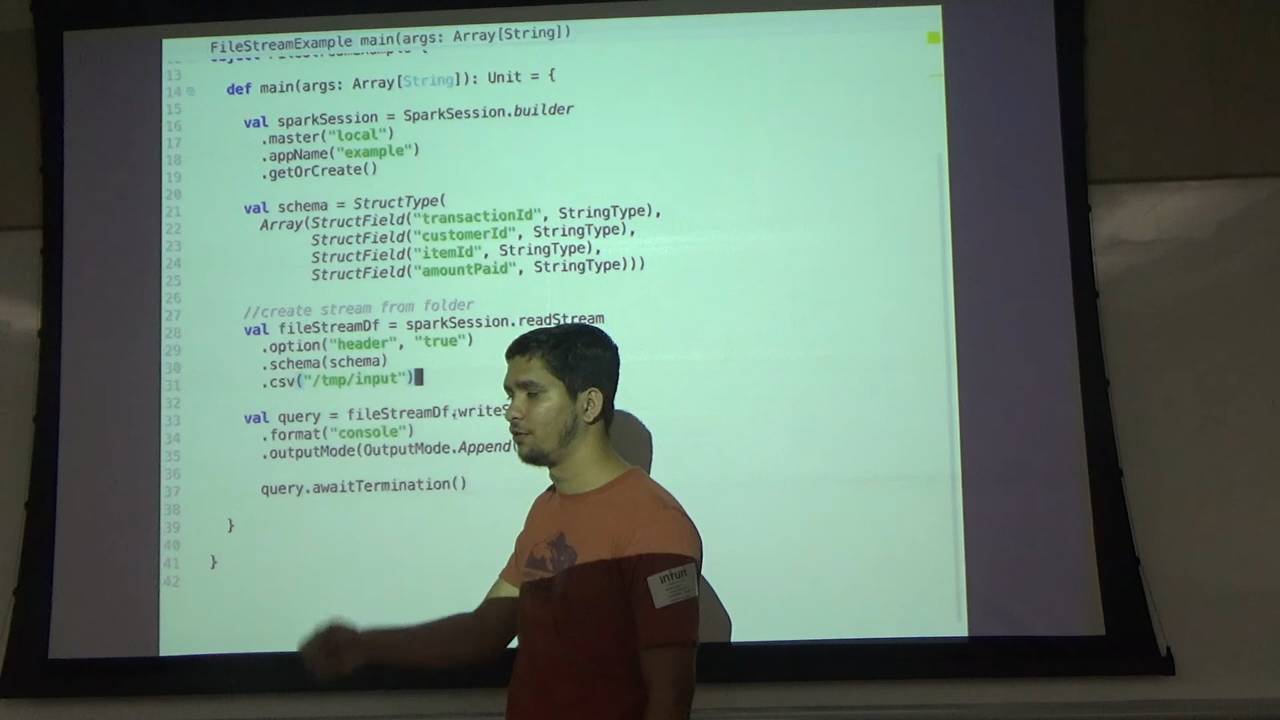 FileStreamExample main(args: Array[String])
13
14 def main(args: Array[String]): Unit = {
15
16 val sparkSession = SparkSession.builder
17 .master("local")
18 .appName("example")
19 .getOrCreate()
20
21 val schema = StructType(
22 Array(StructField("transactionId", StringType),
23 StructField("customerId", StringType),
24 StructField("itemId", StringType),
25 StructField("amountPaid", StringType)))
26
27 //create stream from folder
28 val fileStreamDf = sparkSession.readStream
29 .option("header", "true")
30 .schema(schema)
31 .csv("/tmp/input")
32
33 val query = fileStreamDf.writeS
34 .format("console")
35 .outputMode(OutputMode.Append(
36
37 query.awaitTermination()
38
39 }
40
41 }
42
intuit